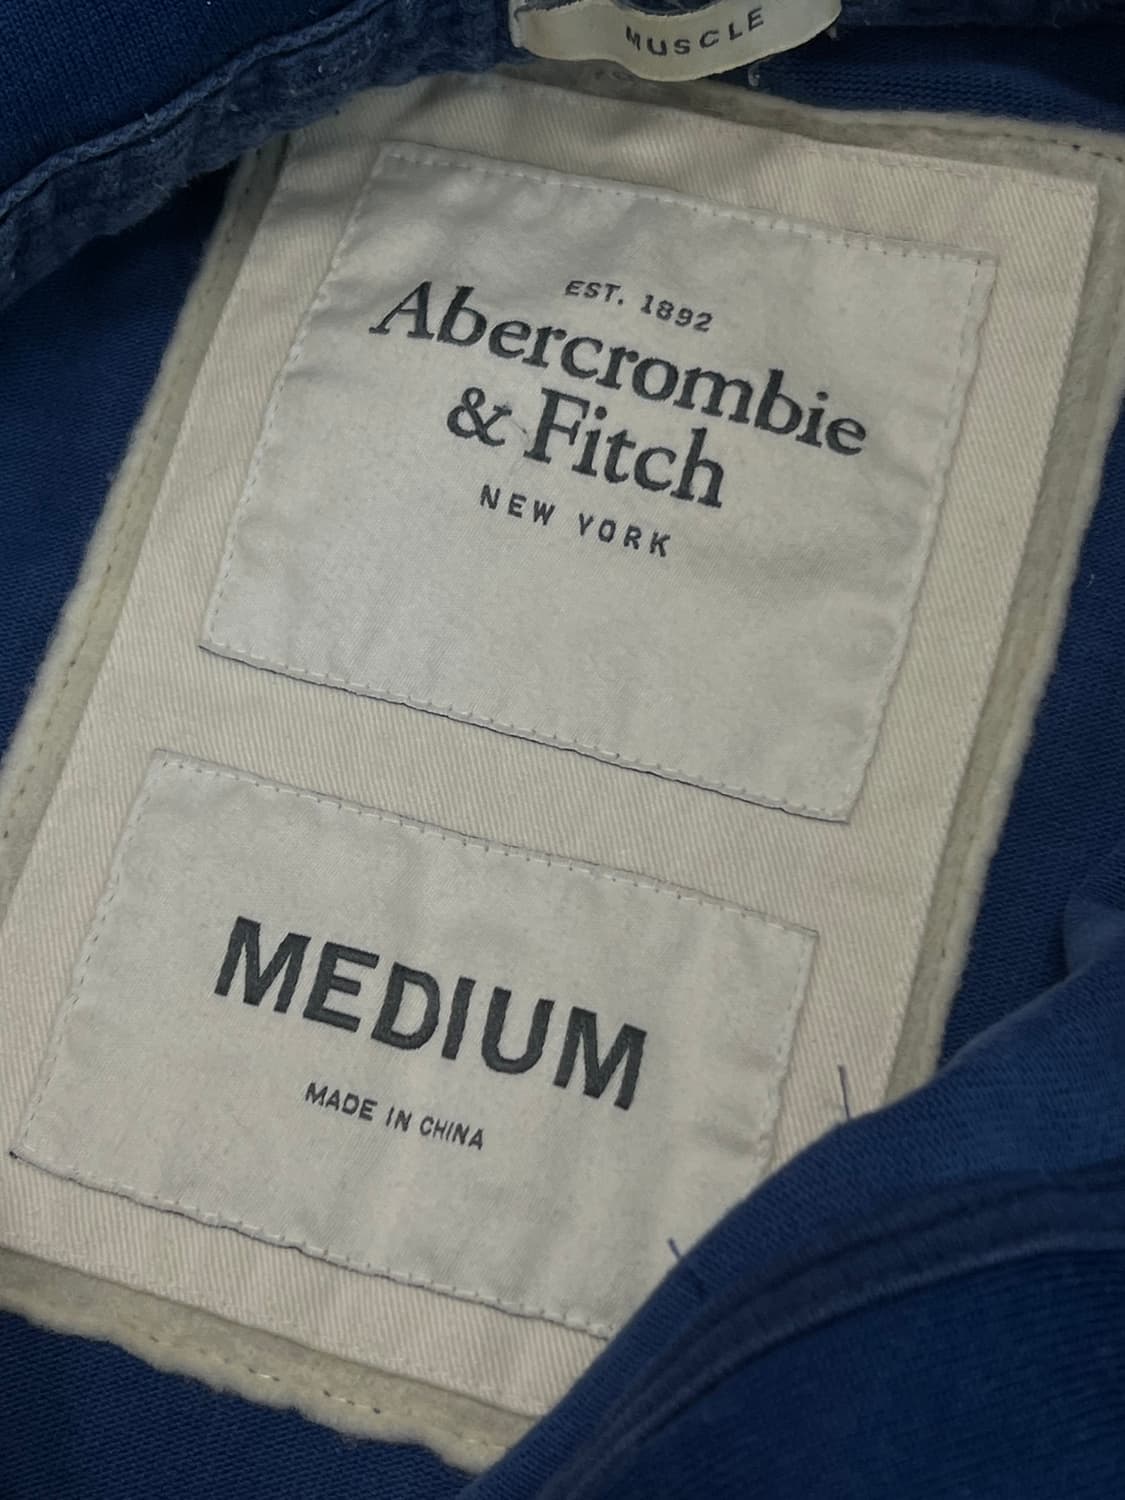 MUSCLE
EST. 1892
Abercrombie
& Fitch
NEW YORK
MEDIUM
MADE IN CHINA